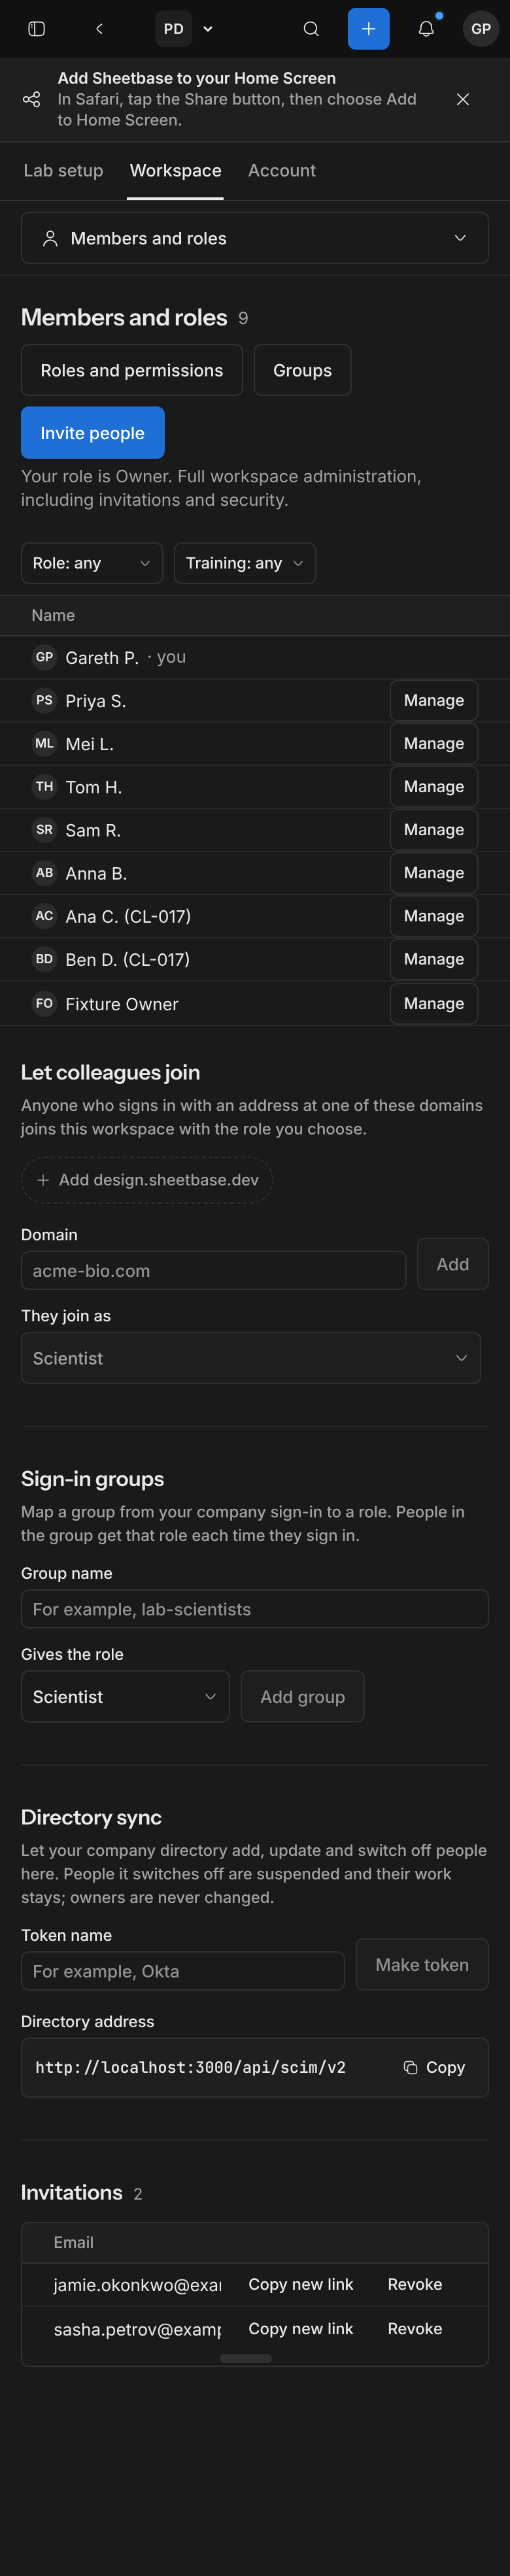 PD
GP
Add Sheetbase to your Home Screen
In Safari, tap the Share button, then choose Add
to Home Screen.
Lab setup
Workspace
Account
Members and roles
Members and roles 9
Roles and permissions
Groups
Invite people
Your role is Owner. Full workspace administration,
including invitations and security.
Role: any
Training: any
Name
GP Gareth P. · you
PS Priya S. Manage
ML Mei L. Manage
TH Tom H. Manage
SR Sam R. Manage
AB Anna B. Manage
AC Ana C. (CL-017) Manage
BD Ben D. (CL-017) Manage
FO Fixture Owner Manage
Let colleagues join
Anyone who signs in with an address at one of these domains
joins this workspace with the role you choose.
Add design.sheetbase.dev
Domain
acme-bio.com
Add
They join as
Scientist
Sign-in groups
Map a group from your company sign-in to a role. People in
the group get that role each time they sign in.
Group name
For example, lab-scientists
Gives the role
Scientist
Add group
Directory sync
Let your company directory add, update and switch off people
here. People it switches off are suspended and their work
stays; owners are never changed.
Token name
For example, Okta
Make token
Directory address
http://localhost:3000/api/scim/v2
Copy
Invitations 2
Email
jamie.okonkwo@exa Copy new link Revoke
sasha.petrov@examp Copy new link Revoke